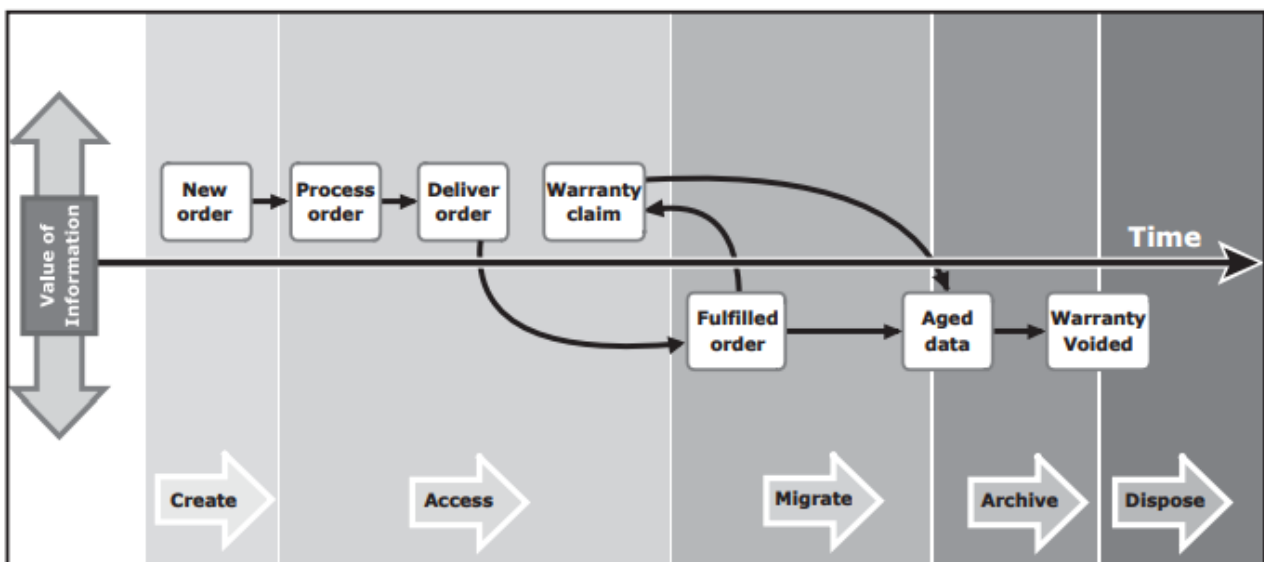 Value of
Information
New
order
Process
order
Deliver
order
Warranty
claim
Time
Fulfilled
order
Aged
data
Warranty
Voided
Create
Access
Migrate
Archive
Dispose